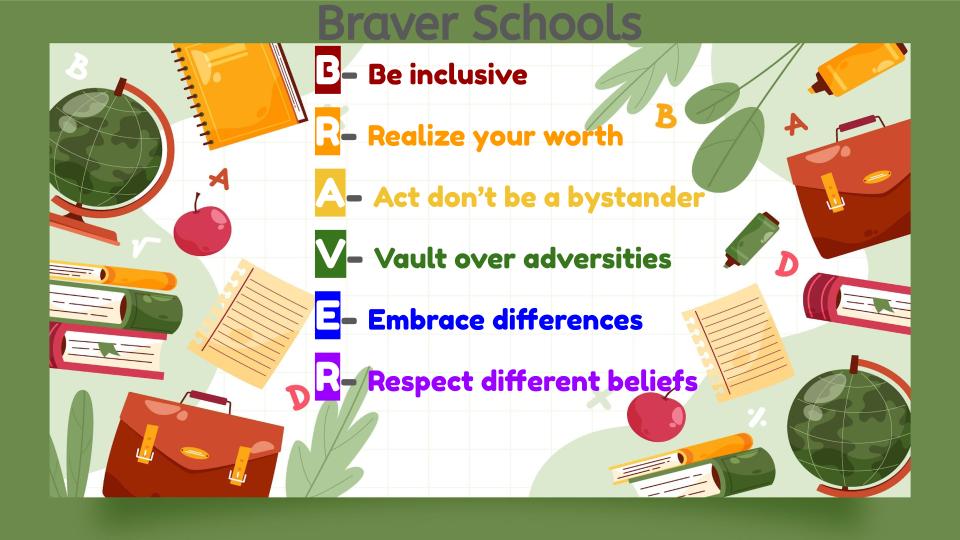 Braver Schools
B- Be inclusive
R- Realize your worth
A- Act don’t be a bystander
V- Vault over adversities
E- Embrace differences
R- Respect different beliefs
B
A
B
A
D
D
%